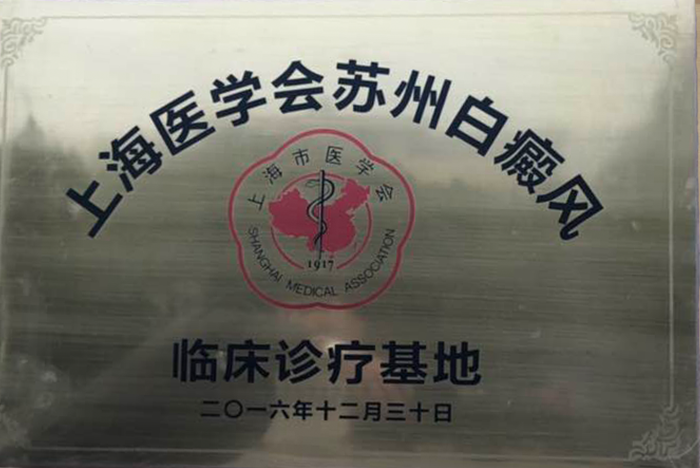 上海医学会苏州白癜风
上海市医学会
1917
SHANGHAI MEDICAL ASSOCIATION
临床诊疗基地
二〇一六年十二月三十日